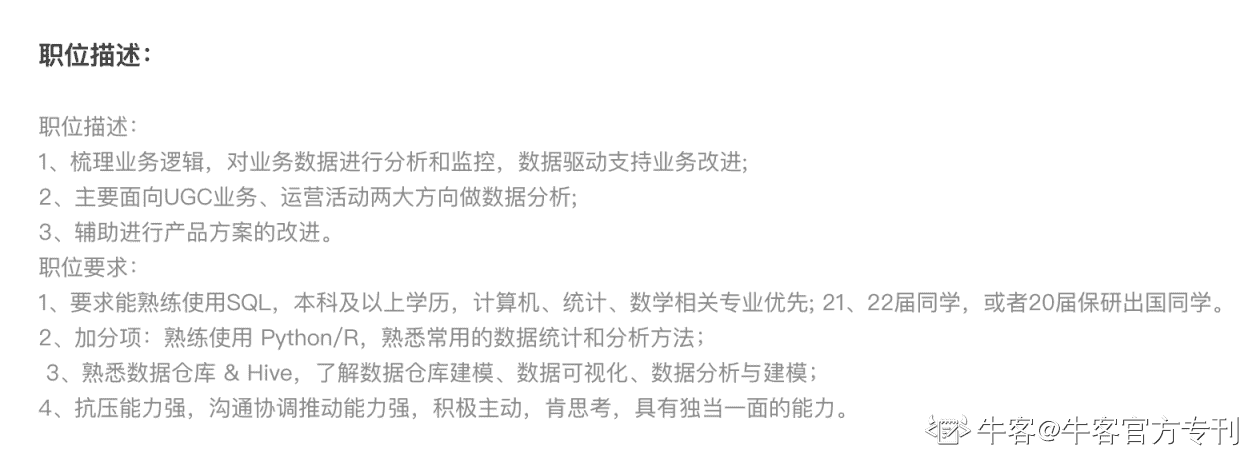 职位描述：
职位描述：
1、梳理业务逻辑，对业务数据进行分析和监控，数据驱动支持业务改进;
2、主要面向UGC业务、运营活动两大方向做数据分析;
3、辅助进行产品方案的改进。
职位要求：
1、要求能熟练使用SQL，本科及以上学历，计算机、统计、数学相关专业优先; 21、22届同学，或者20届保研出国同学。
2、加分项：熟练使用 Python/R，熟悉常用的数据统计和分析方法；
3、熟悉数据仓库 & Hive，了解数据仓库建模、数据可视化、数据分析与建模；
4、抗压能力强，沟通协调推动能力强，积极主动，肯思考，具有独当一面的能力。
牛客@牛客官方专刊